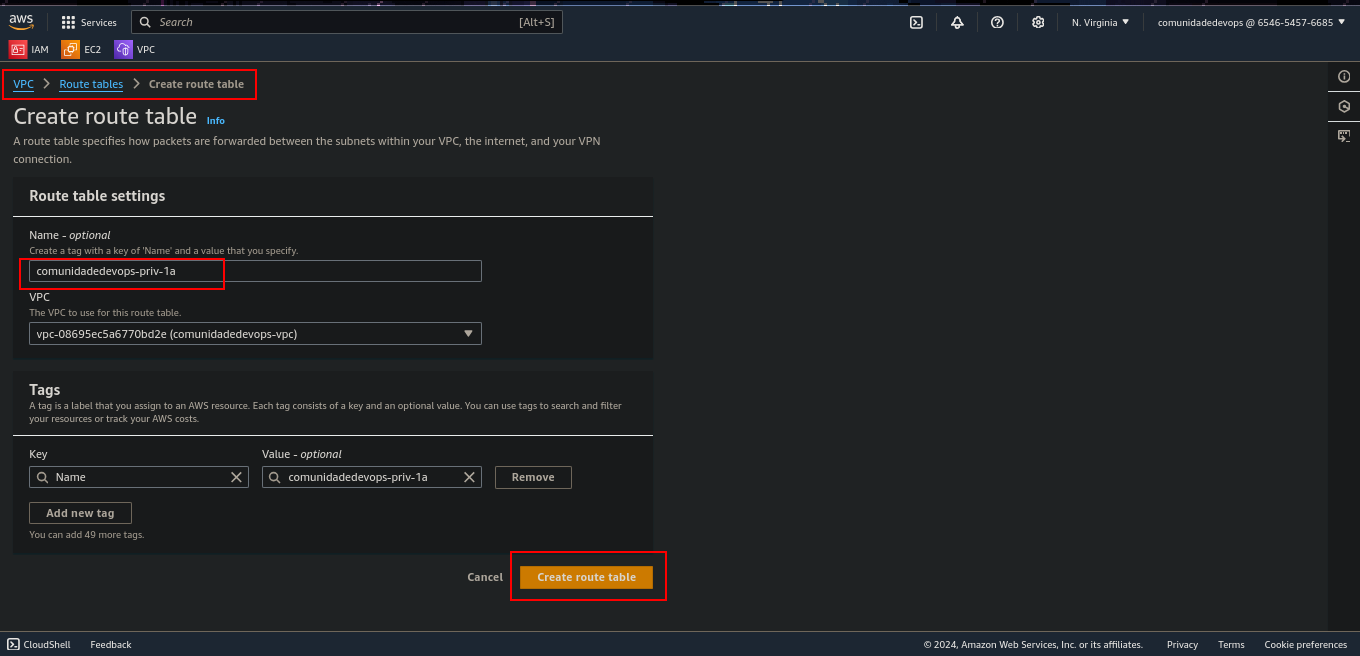 aws Services Search [Alt+S] N. Virginia comunidadedevops @ 6546-5457-6685
IAM EC2 VPC
VPC Route tables Create route table
Create route table Info
A route table specifies how packets are forwarded between the subnets within your VPC, the internet, and your VPN
connection.
Route table settings
Name - optional
Create a tag with a key of 'Name' and a value that you specify.
comunidadedevops-priv-1a
VPC
The VPC to use for this route table.
vpc-08695ec5a6770bd2e (comunidadedevops-vpc)
Tags
A tag is a label that you assign to an AWS resource. Each tag consists of a key and an optional value. You can use tags to search and filter
your resources or track your AWS costs.
Key Value - optional
Name comunidadedevops-priv-1a Remove
Add new tag
You can add 49 more tags.
Cancel Create route table
CloudShell Feedback © 2024, Amazon Web Services, Inc. or its affiliates. Privacy Terms Cookie preferences